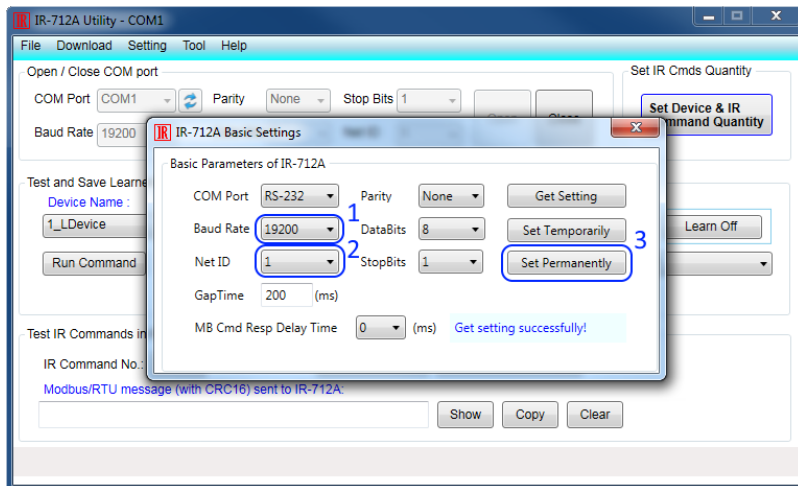 IR-712A Utility - COM1
File Download Setting Tool Help
Open / Close COM port
Set IR Cmds Quantity
COM Port COM1 Parity None Stop Bits 1
Set Device & IR
mmand Quantity
Baud Rate 19200
IR-712A Basic Settings
Basic Parameters of IR-712A
COM Port RS-232 Parity None Get Setting
1
Baud Rate 19200 DataBits 8 Set Temporarily
2
3
Net ID 1 StopBits 1 Set Permanently
GapTime 200 (ms)
MB Cmd Resp Delay Time 0 (ms) Get setting successfully!
Test and Save Learne
Device Name :
1_LDevice
Learn Off
Run Command
Test IR Commands in
IR Command No.:
Modbus/RTU message (with CRC16) sent to IR-712A:
Show Copy Clear